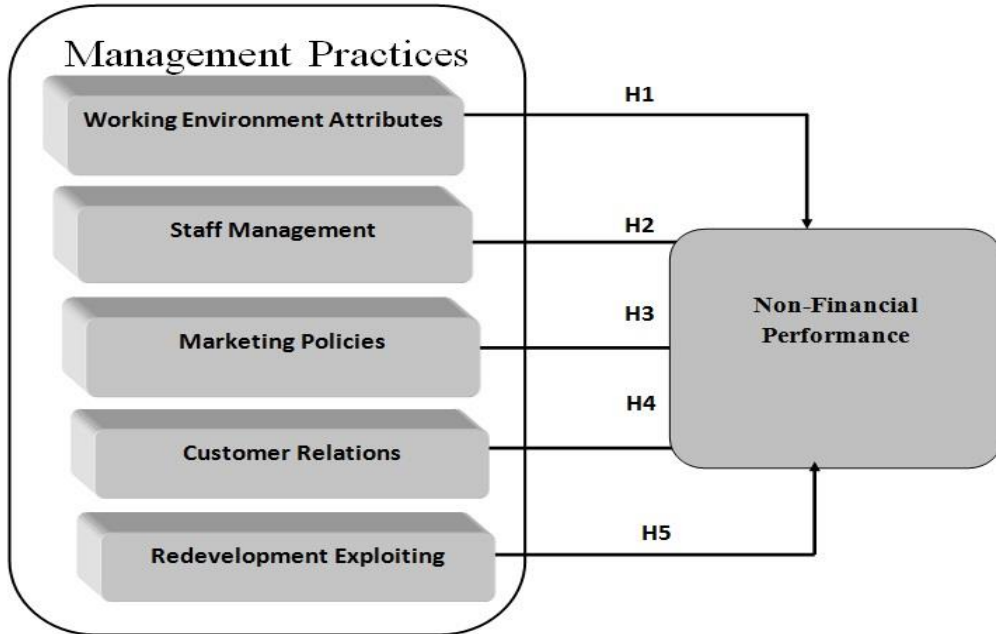 Management Practices
Working Environment Attributes
H1
Staff Management
H2
Marketing Policies
H3
Non-Financial
Performance
Customer Relations
H4
Redevelopment Exploiting
H5